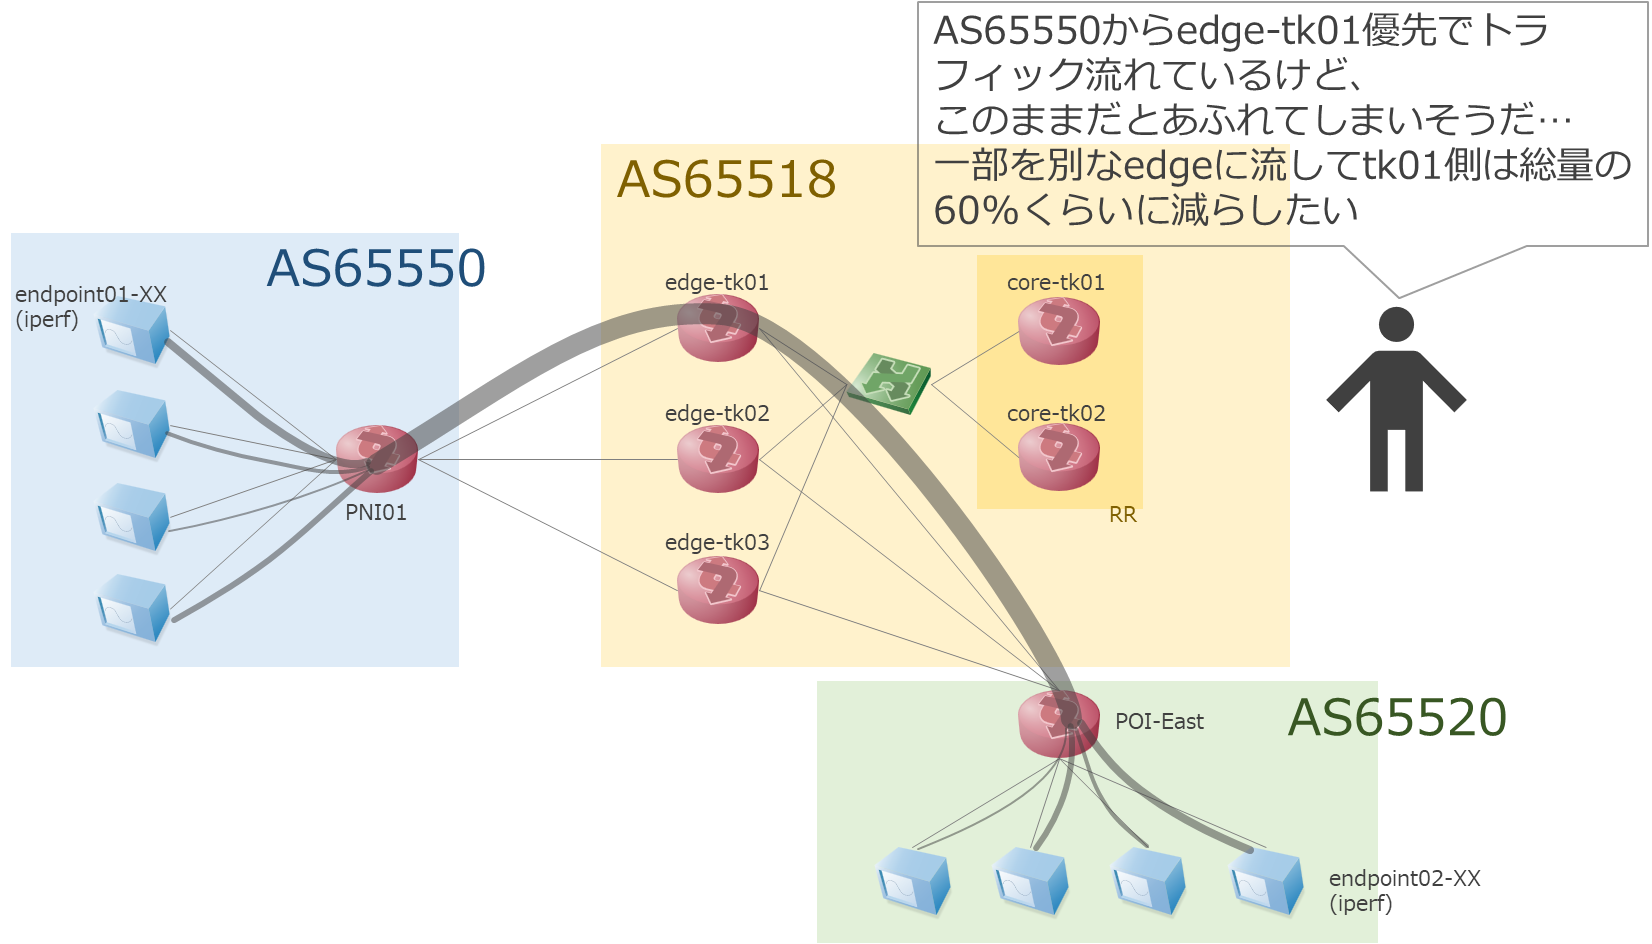 AS65550からedge-tk01優先でトラ
フィック流れているけど、
このままだとあふれてしまいそうだ…
一部を別なedgeに流してtk01側は総量の
60%くらいに減らしたい
AS65518
AS65550
endpoint01-XX
(iperf)
edge-tk01
core-tk01
edge-tk02
core-tk02
PNI01
RR
edge-tk03
AS65520
POI-East
endpoint02-XX
(iperf)